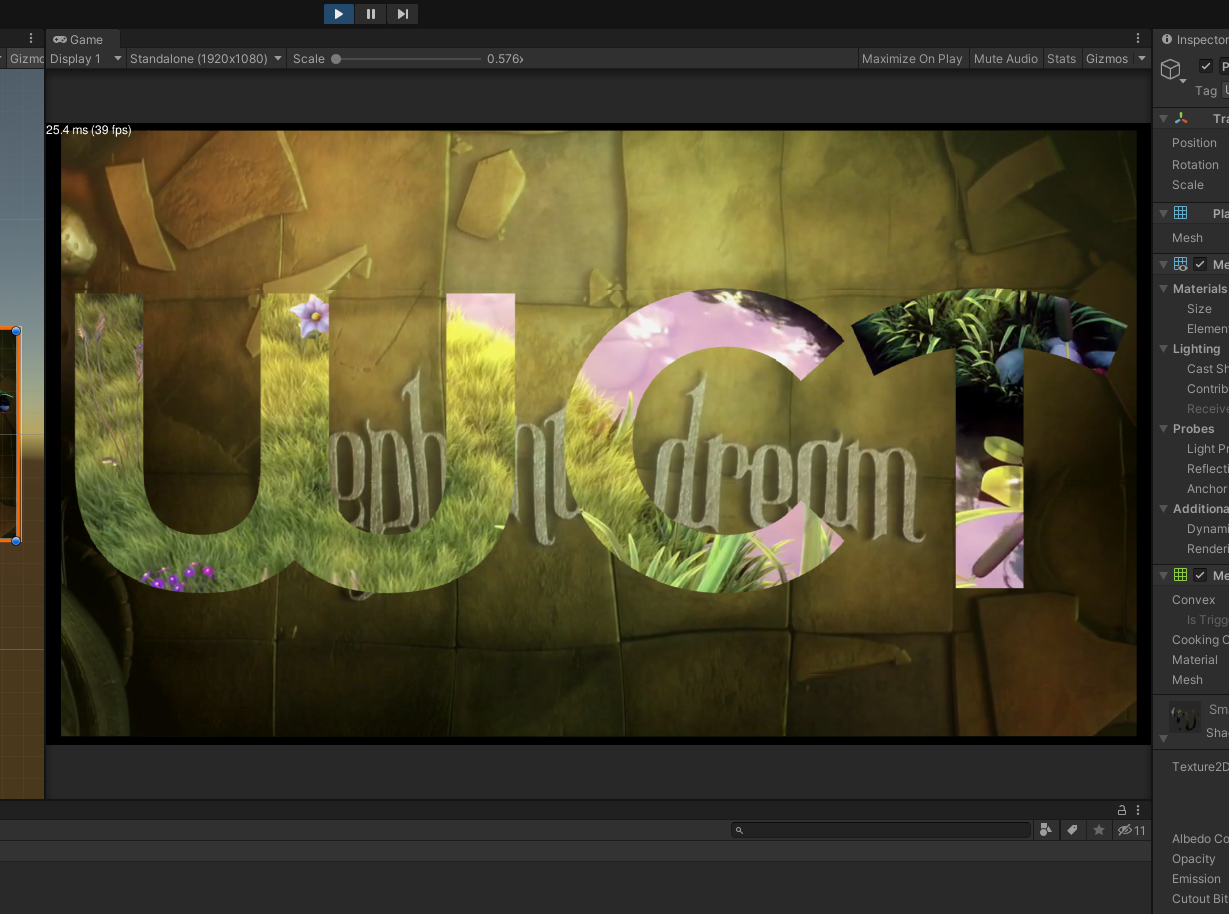 Game
Gizmo
Display 1
Standalone (1920x1080)
Scale
0.576x
Maximize On Play
Mute Audio
Stats
Gizmos
25.4 ms (39 fps)
eph
dream
11
Inspector
P
Tag U
Tra
Position
Rotation
Scale
Pla
Mesh
Me
Materials
Size
Elemen
Lighting
Cast Sh
Contrib
Receive
Probes
Light Pr
Reflecti
Anchor
Additiona
Dynami
Renderi
Me
Convex
Is Trigg
Cooking O
Material
Mesh
Sm
Sha
Texture2D
Albedo Co
Opacity
Emission
Cutout Bit